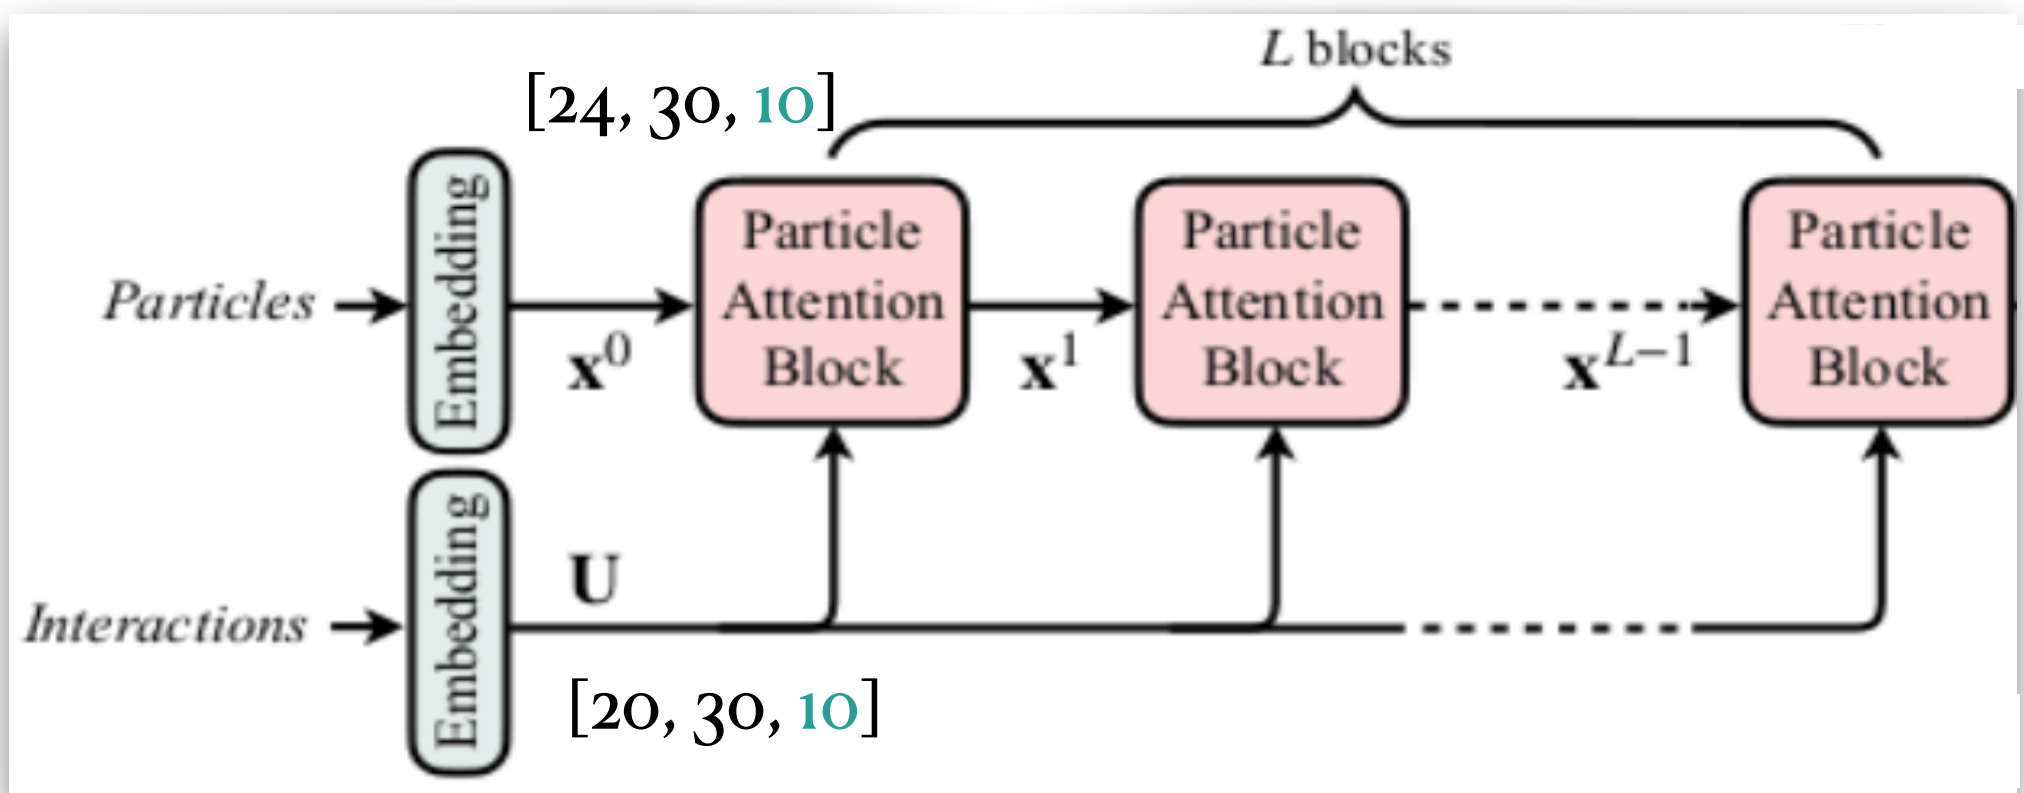 L blocks
[24, 30, 10]
Particles
Embedding
x⁰
Particle
Attention
Block
x¹
Particle
Attention
Block
x^{L−1}
Particle
Attention
Block
Interactions
Embedding
U
[20, 30, 10]